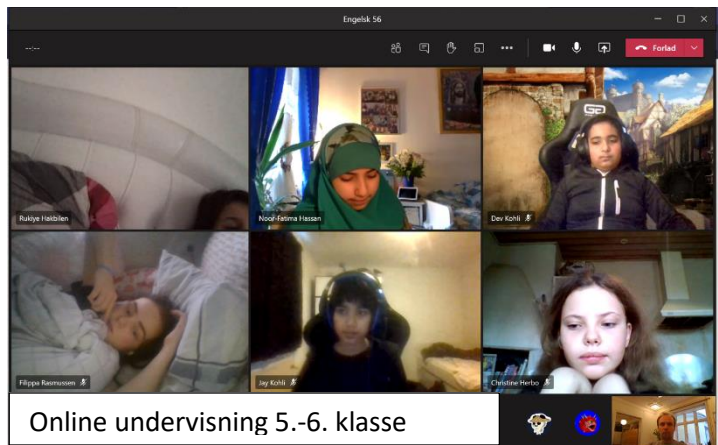 Engelsk 56
--:--
Forlad
Rukiye Hakbilen
Noor-Fatima Hassan
Dev Kohli
Filippa Rasmussen
Jay Kohli
Christine Herbo
Online undervisning 5.-6. klasse